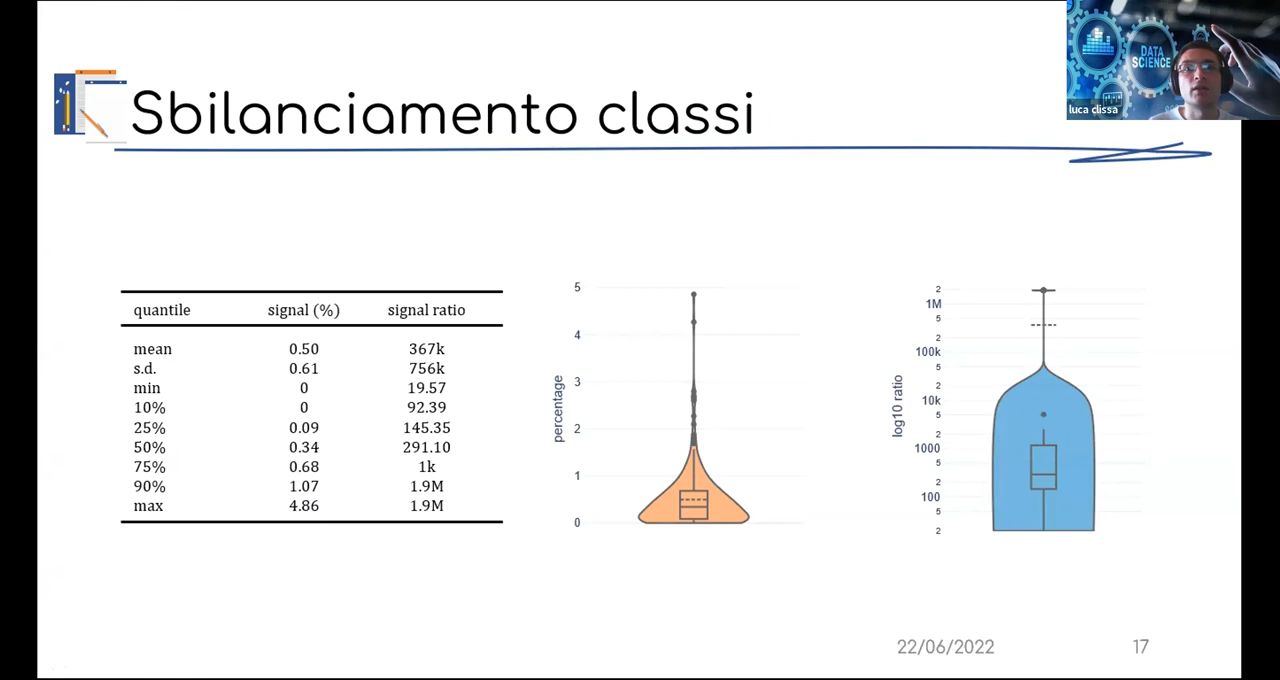 DATA
SCIENCE
luca clissa
Sbilanciamento classi
quantile signal (%) signal ratio
mean 0.50 367k
s.d. 0.61 756k
min 0 19.57
10% 0 92.39
25% 0.09 145.35
50% 0.34 291.10
75% 0.68 1k
90% 1.07 1.9M
max 4.86 1.9M
percentage
5
4
3
2
1
0
log10 ratio
2
1M
5
2
100k
5
2
10k
5
2
1000
5
2
100
5
2
22/06/2022 17